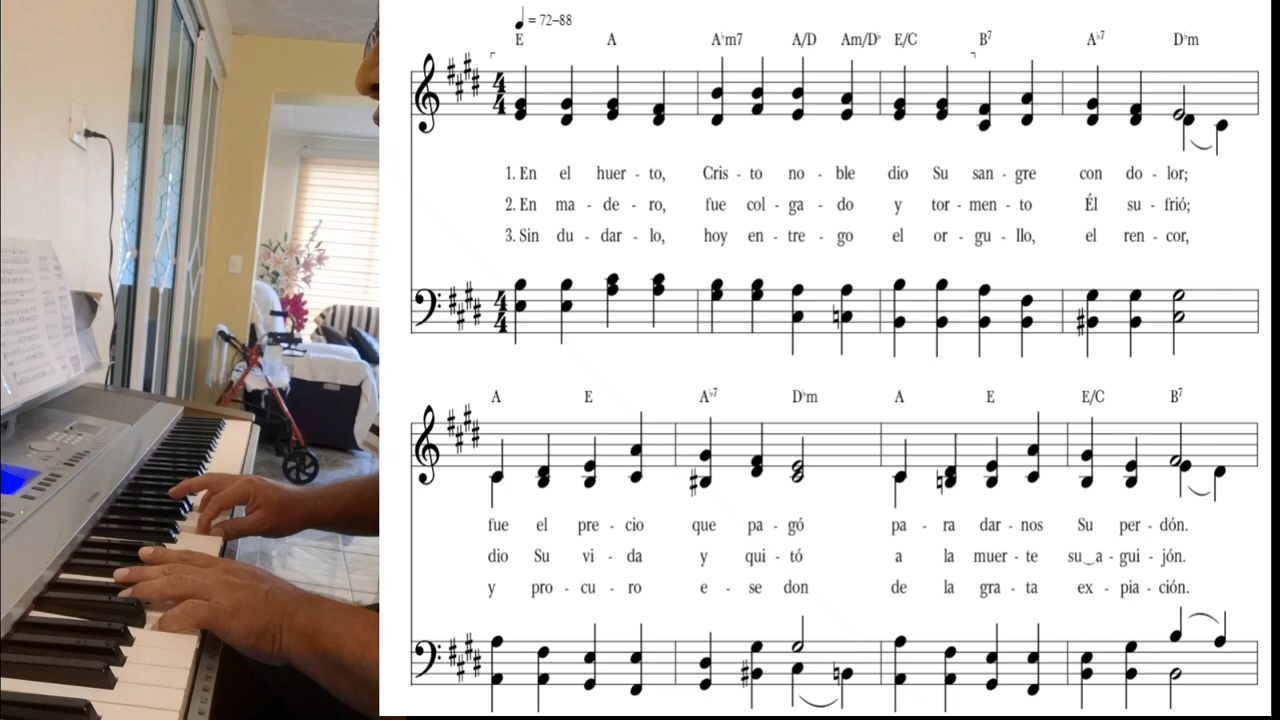 ♩ = 72–88
E A A♭m7 A/D Am/D♭ E/C B7 A♭7 D♭m
1. En el huer - to, Cris - to no - ble dio Su san - gre con do - lor;
2. En ma - de - ro, fue col - ga - do y tor - men - to Él su - frió;
3. Sin du - dar - lo, hoy en - tre - go el or - gu - llo, el ren - cor,
A E A♭7 D♭m A E E/C B7
fue el pre - cio que pa - gó pa - ra dar - nos Su per - dón.
dio Su vi - da y qui - tó a la muer - te su‿a - gui - jón.
y pro - cu - ro e - se don de la gra - ta ex - pia - ción.